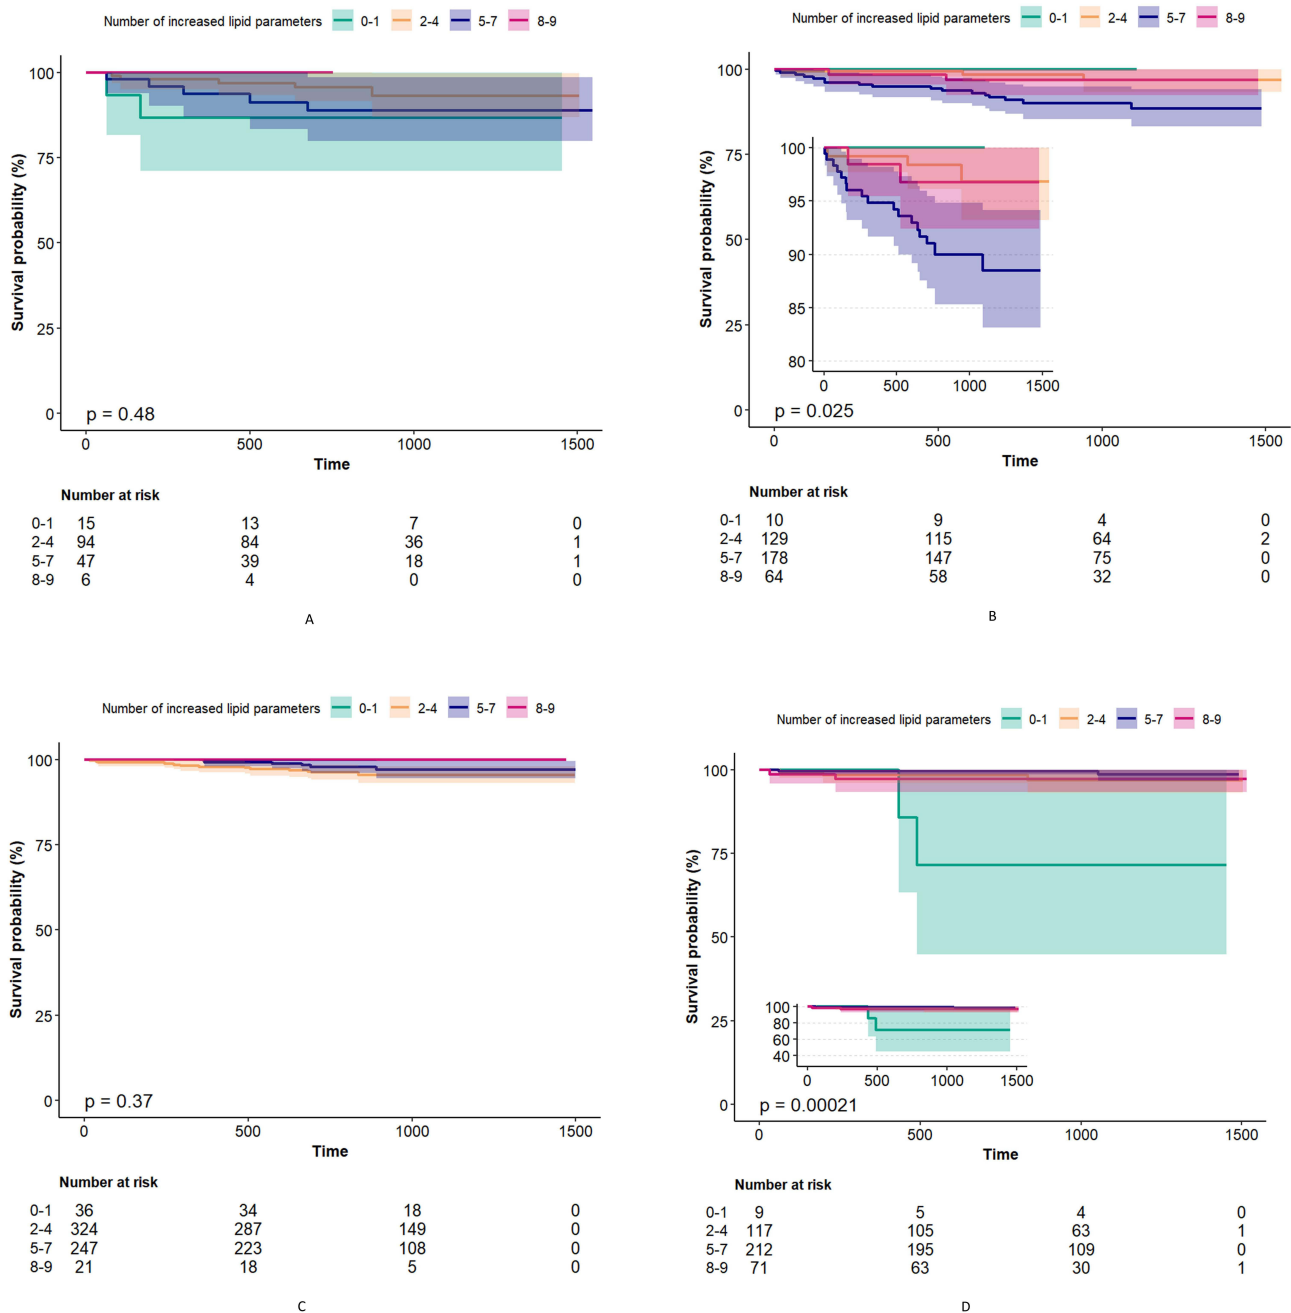 Number of increased lipid parameters 0-1 2-4 5-7 8-9
Survival probability (%)
100
75
50
25
0
p = 0.48
0 500 1000 1500
Time
Number at risk
0-1 15 13 7 0
2-4 94 84 36 1
5-7 47 39 18 1
8-9 6 4 0 0
A
Number of increased lipid parameters 0-1 2-4 5-7 8-9
Survival probability (%)
100
75
50
25
0
100
95
90
85
80
0 500 1000 1500
p = 0.025
0 500 1000 1500
Time
Number at risk
0-1 10 9 4 0
2-4 129 115 64 2
5-7 178 147 75 0
8-9 64 58 32 0
B
Number of increased lipid parameters 0-1 2-4 5-7 8-9
Survival probability (%)
100
75
50
25
0
p = 0.37
0 500 1000 1500
Time
Number at risk
0-1 36 34 18 0
2-4 324 287 149 0
5-7 247 223 108 0
8-9 21 18 5 0
C
Number of increased lipid parameters 0-1 2-4 5-7 8-9
Survival probability (%)
100
75
50
25
0
100
80
60
40
0 500 1000 1500
p = 0.00021
0 500 1000 1500
Time
Number at risk
0-1 9 5 4 0
2-4 117 105 63 1
5-7 212 195 109 0
8-9 71 63 30 1
D